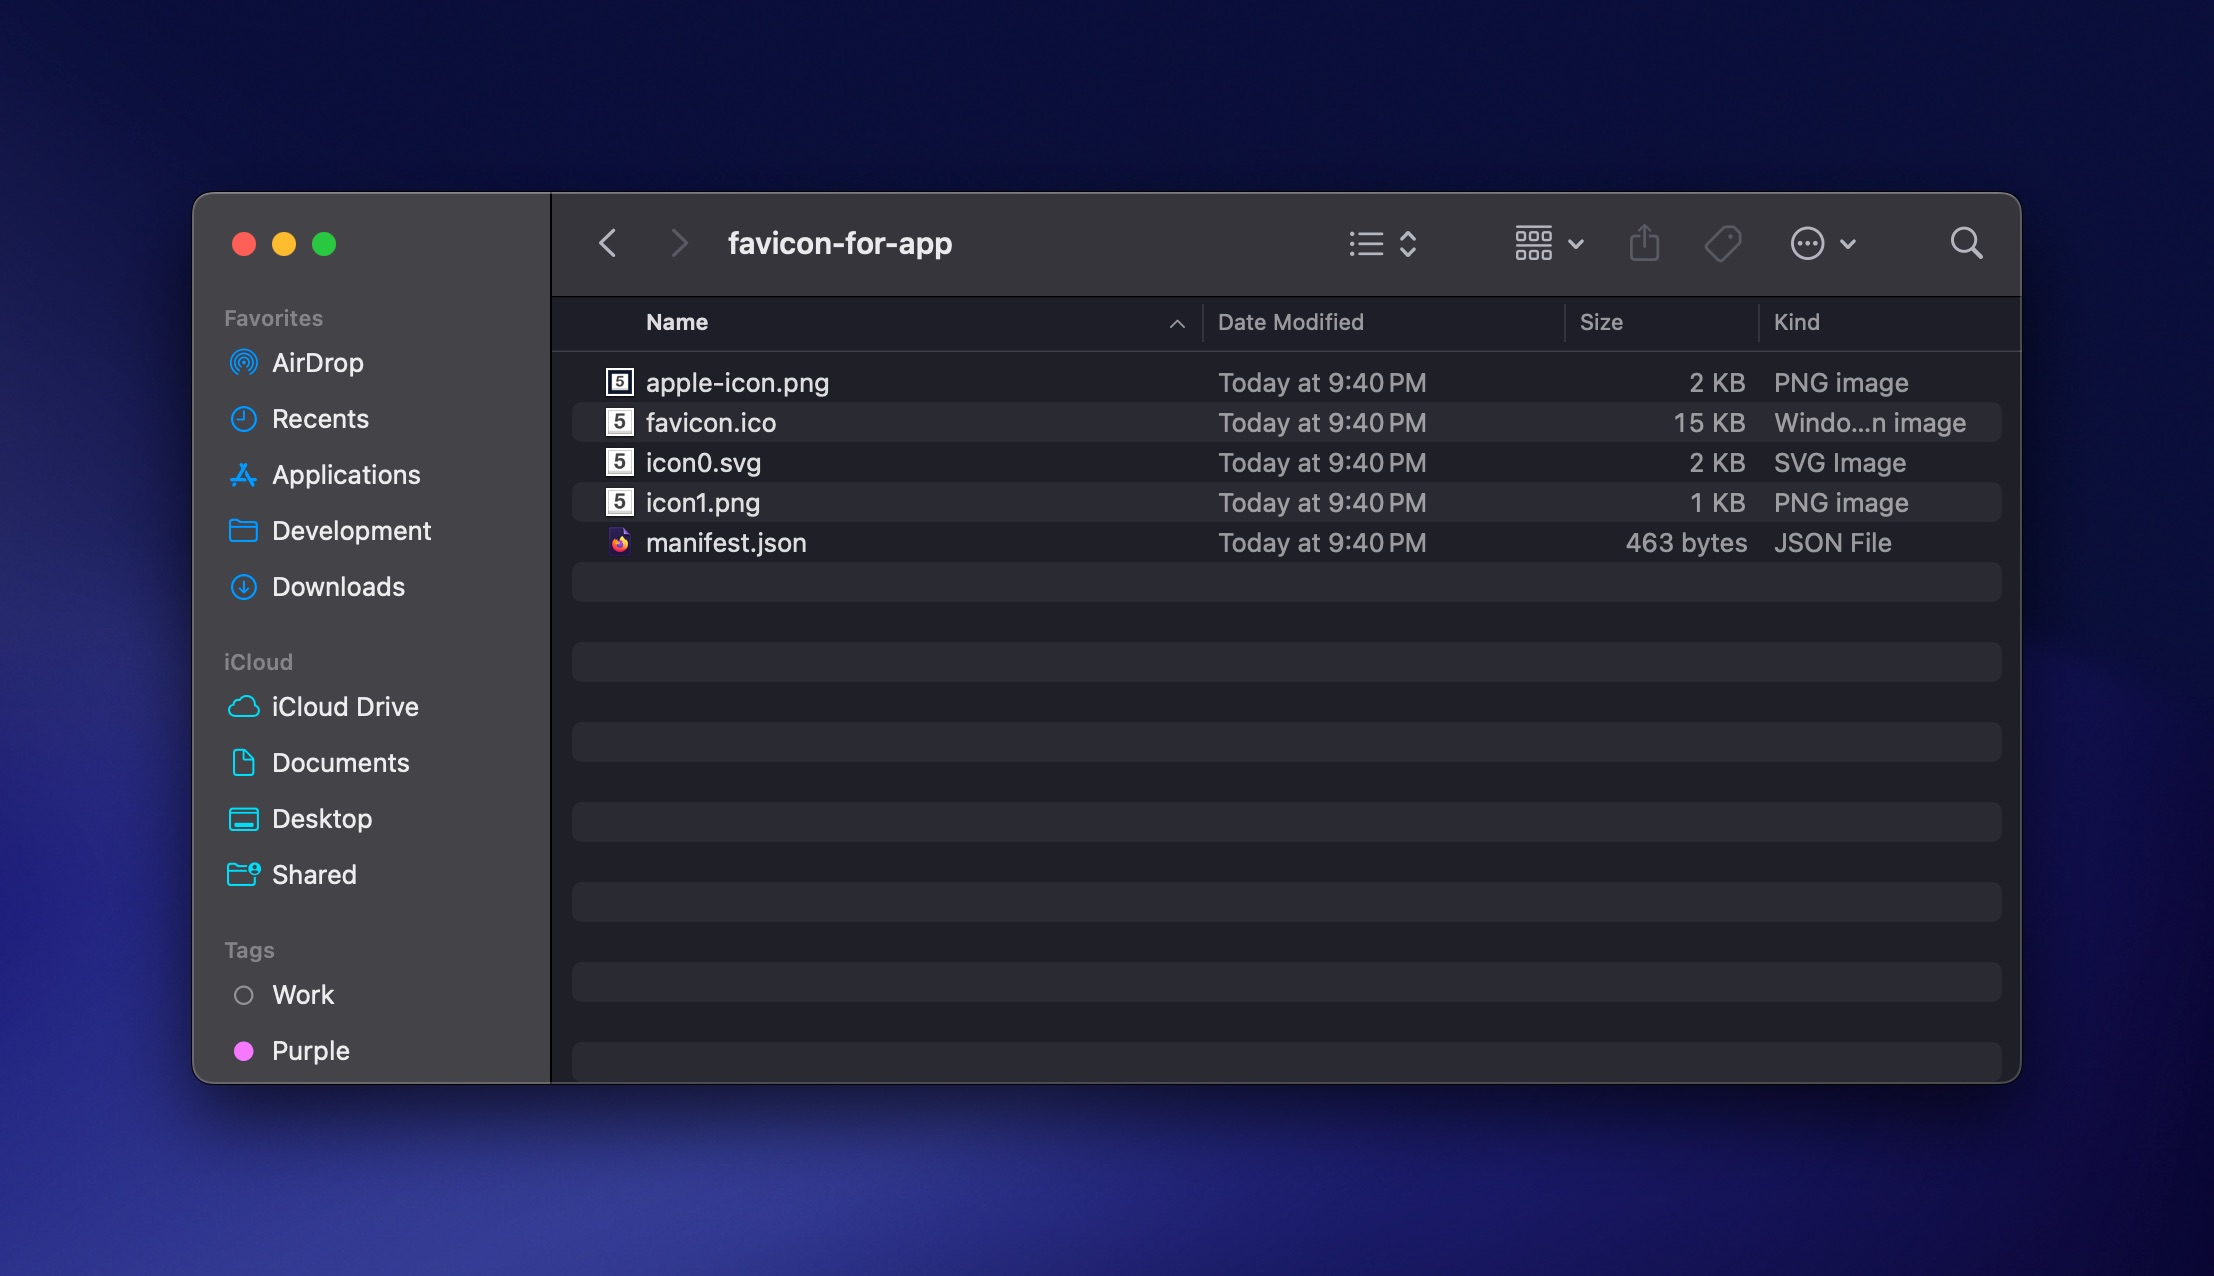 favicon-for-app
Favorites
AirDrop
Recents
Applications
Development
Downloads
iCloud
iCloud Drive
Documents
Desktop
Shared
Tags
Work
Purple
Name Date Modified Size Kind
5 apple-icon.png Today at 9:40 PM 2 KB PNG image
5 favicon.ico Today at 9:40 PM 15 KB Windo...n image
5 icon0.svg Today at 9:40 PM 2 KB SVG Image
5 icon1.png Today at 9:40 PM 1 KB PNG image
manifest.json Today at 9:40 PM 463 bytes JSON File